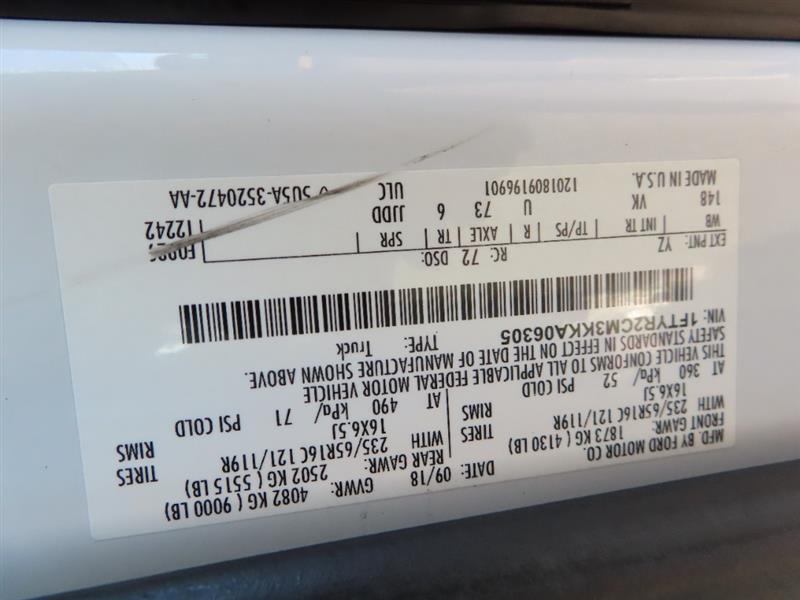 MFD. BY FORD MOTOR CO.
DATE: 09/18 GVWR: 4082 KG ( 9000 LB)
FRONT GAWR: REAR GAWR:
1873 KG ( 4130 LB) 2502 KG ( 5515 LB)
WITH TIRES WITH TIRES
235/65R16C 121/119R 235/65R16C 121/119R
16X6.5J RIMS 16X6.5J RIMS
AT 360 kPa/ 52 PSI COLD AT 490 kPa/ 71 PSI COLD
THIS VEHICLE CONFORMS TO ALL APPLICABLE FEDERAL MOTOR VEHICLE
SAFETY STANDARDS IN EFFECT ON THE DATE OF MANUFACTURE SHOWN ABOVE.
VIN: 1FTYR2CM3KKA06305 TYPE: Truck
EXT PNT: YZ RC: 72 DSO:
WB INT TR TP/PS R AXLE TR SPR
148 VK U 73 6 JJDD 12242
MADE IN U.S.A. 1201809196901 ULC 5U5A-3520472-AA